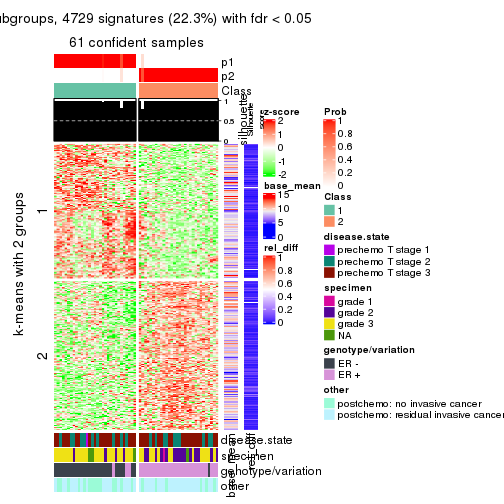 ubgroups, 4729 signatures (22.3%) with fdr < 0.05
61 confident samples
p1
p2
Class
1
0.5
0
silhouette
silhouette
score
k-means with 2 groups
1
2
disease.state
specimen
genotype/variation
other
base_mean
rel_diff
z-score
2
1
0
-1
-2
base_mean
15
10
5
0
rel_diff
1
0.8
0.6
0.4
0.2
0
Prob
1
0.8
0.6
0.4
0.2
0
Class
1
2
disease.state
prechemo T stage 1
prechemo T stage 2
prechemo T stage 3
specimen
grade 1
grade 2
grade 3
NA
genotype/variation
ER -
ER +
other
postchemo: no invasive cancer
postchemo: residual invasive cancer